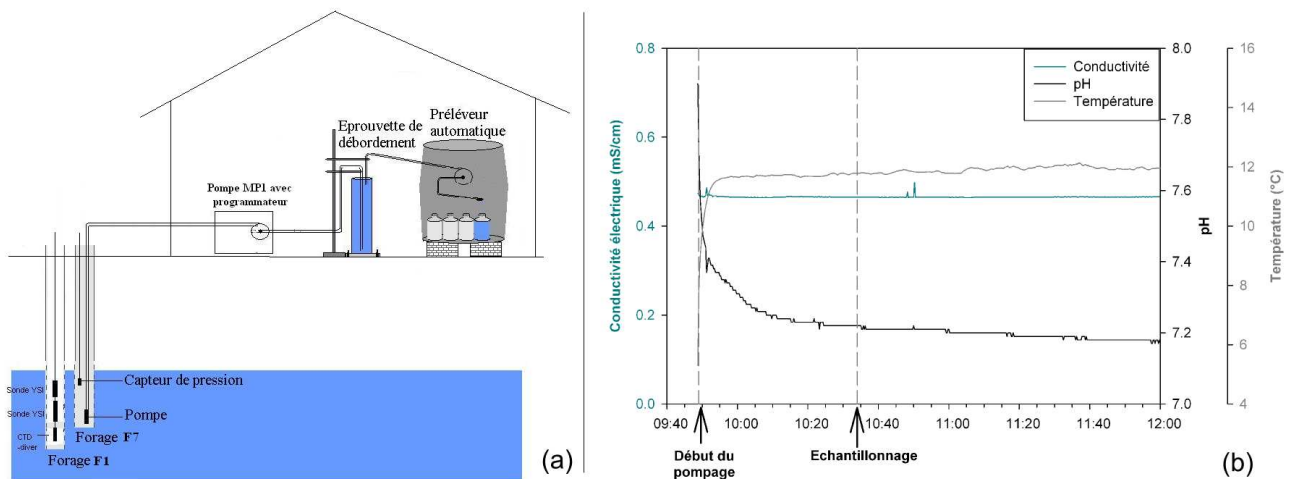 Préléveur
automatique
Eprouvette de
débordement
Pompe MP1 avec
programmateur
Capteur de pression
Sonde YSI
Sonde YSI
Pompe
CTD
-diver
Forage F7
Forage F1
(a)
0.8
0.6
0.4
0.2
0.0
Conductivité électrique (mS/cm)
Conductivité
pH
Température
8.0
7.8
7.6
7.4
7.2
7.0
pH
16
14
12
10
8
6
4
Température (°C)
09:40
10:00
10:20
10:40
11:00
11:20
11:40
12:00
Début du
pompage
Echantillonnage
(b)